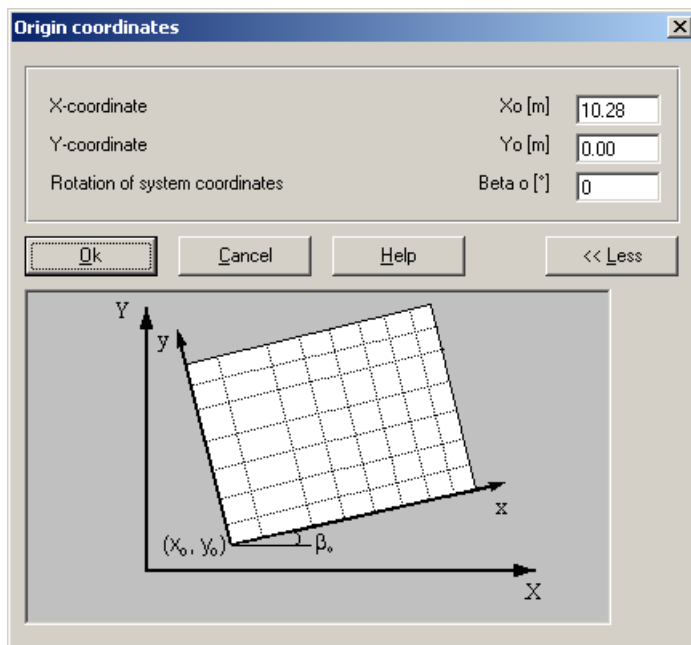 Origin coordinates
X-coordinate Xo [m] 10.28
Y-coordinate Yo [m] 0.00
Rotation of system coordinates Beta o [°] 0
Ok Cancel Help << Less
Y
y
x
(x₀, y₀) β₀
X